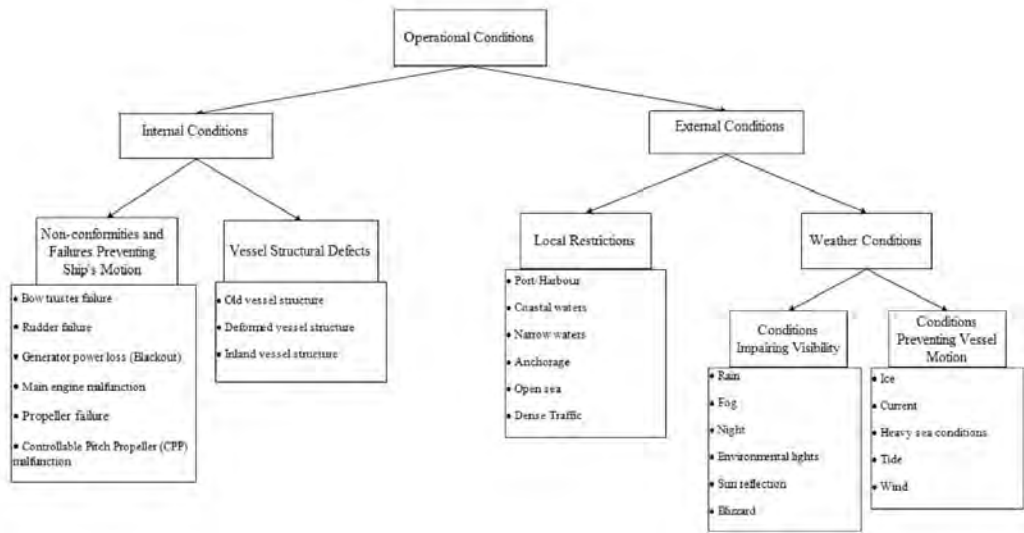 Operational Conditions
Internal Conditions
External Conditions
Non-conformities and
Failures Preventing
Ship's Motion
Vessel Structural Defects
Local Restrictions
Weather Conditions
• Bow truster failure
• Rudder failure
• Generator power loss (Blackout)
• Main engine malfunction
• Propeller failure
• Controllable Pitch Propeller (CPP)
malfunction
• Old vessel structure
• Deformed vessel structure
• Inland vessel structure
• Port/Harbour
• Coastal waters
• Narrow waters
• Anchorage
• Open sea
• Dense Traffic
Conditions
Impairing Visibility
• Rain
• Fog
• Night
• Environmental lights
• Sun reflection
• Blizzard
Conditions
Preventing Vessel
Motion
• Ice
• Current
• Heavy sea conditions
• Tide
• Wind